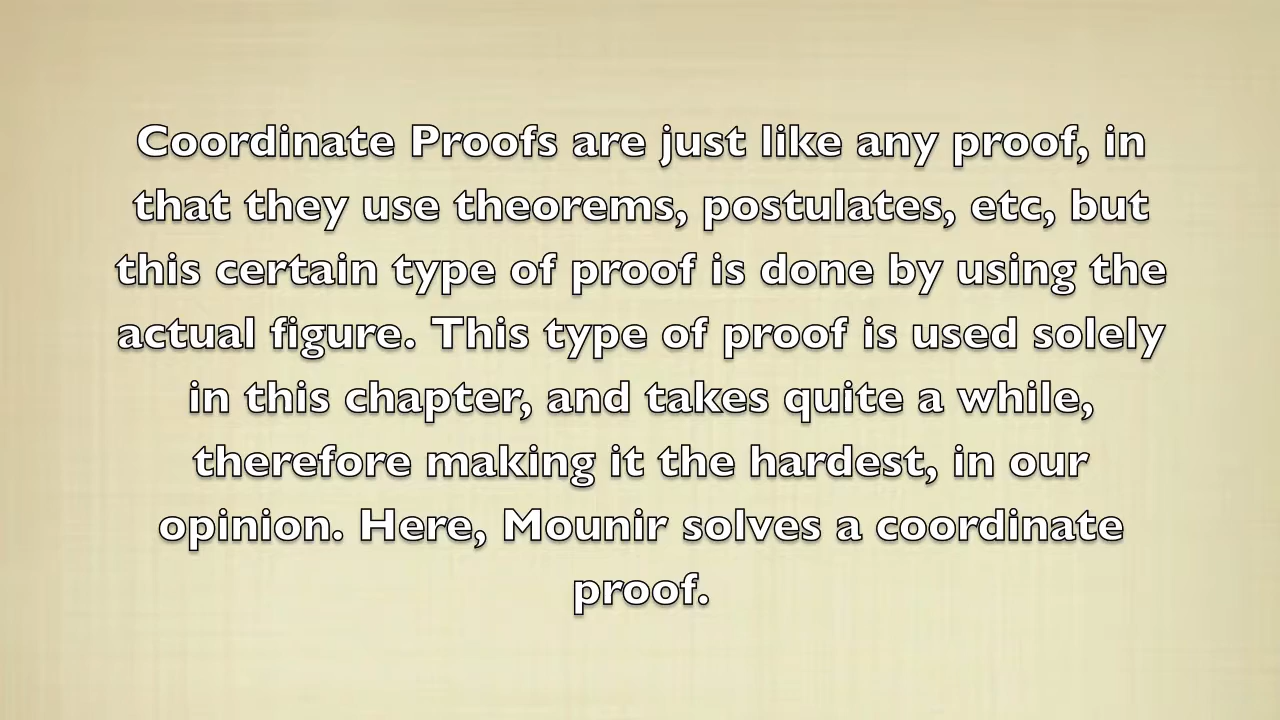 Coordinate Proofs are just like any proof, in
that they use theorems, postulates, etc, but
this certain type of proof is done by using the
actual figure. This type of proof is used solely
in this chapter, and takes quite a while,
therefore making it the hardest, in our
opinion. Here, Mounir solves a coordinate
proof.